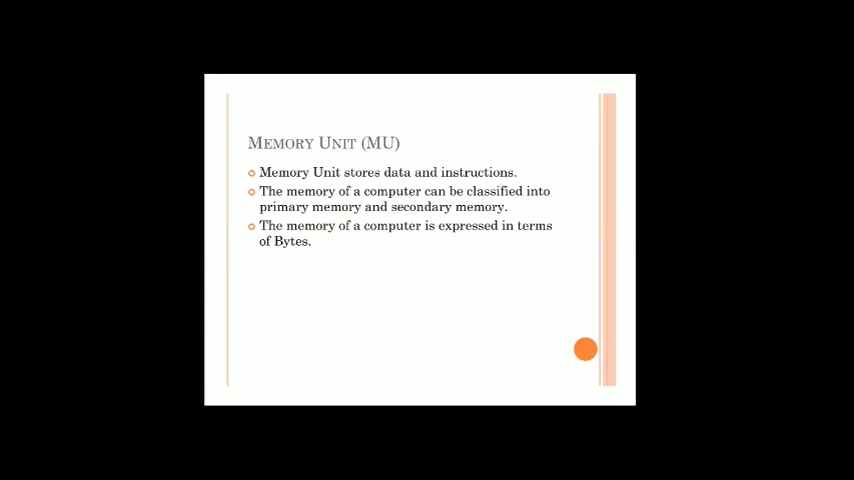 MEMORY UNIT (MU)
Memory Unit stores data and instructions.
The memory of a computer can be classified into
primary memory and secondary memory.
The memory of a computer is expressed in terms
of Bytes.